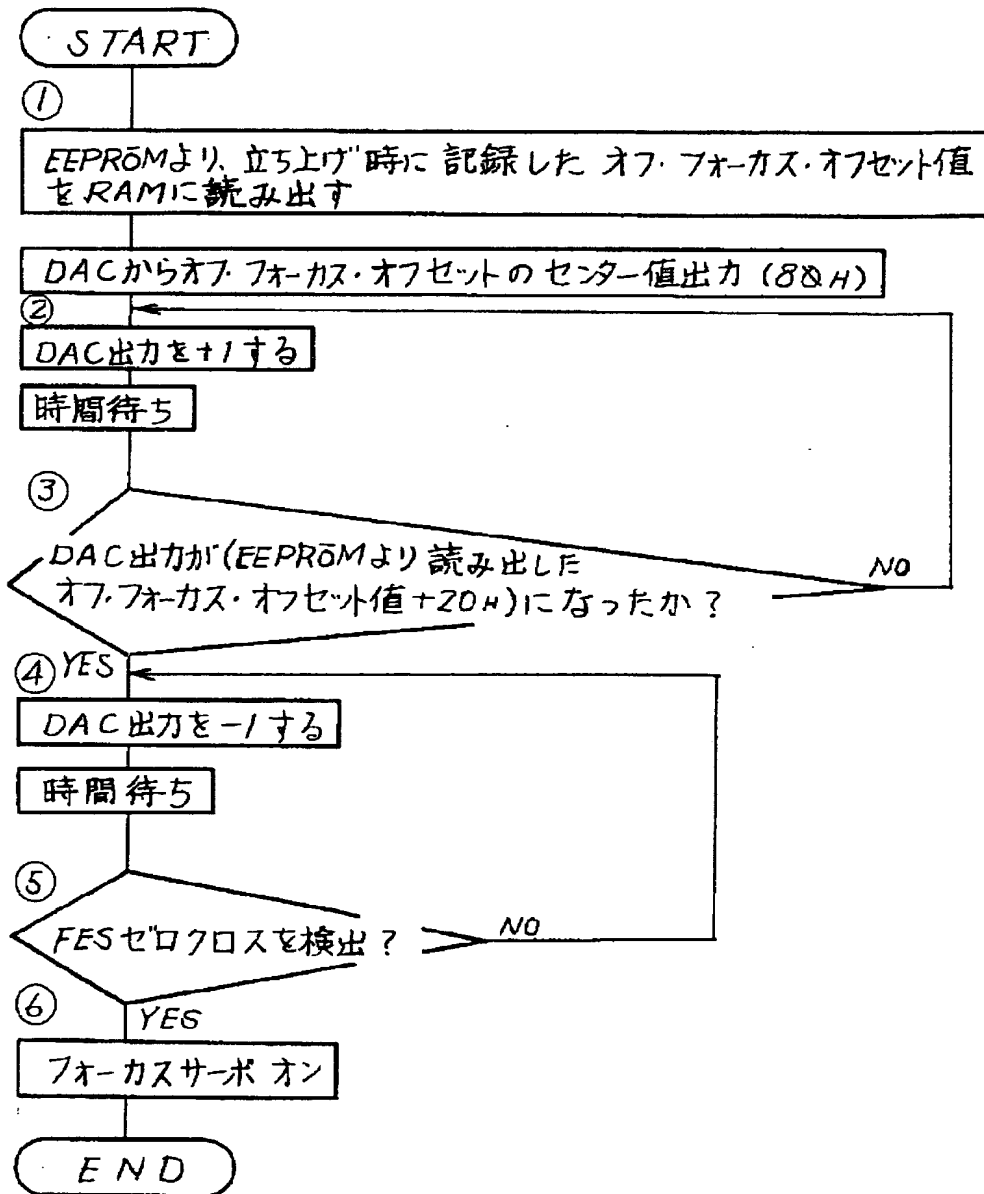 START
①
EEPROMより、立ち上げ時に記録したオフ・フォーカス・オフセット値
をRAMに読み出す
DACからオフ・フォーカス・オフセットのセンター値出力(80H)
②
DAC出力を+1する
時間待ち
③
DAC出力が(EEPROMより読み出した
オフ・フォーカス・オフセット値+20H)になったか?
NO
YES
④
DAC出力を-1する
時間待ち
⑤
FESゼロクロスを検出?
NO
⑥
YES
フォーカスサーボ オン
END